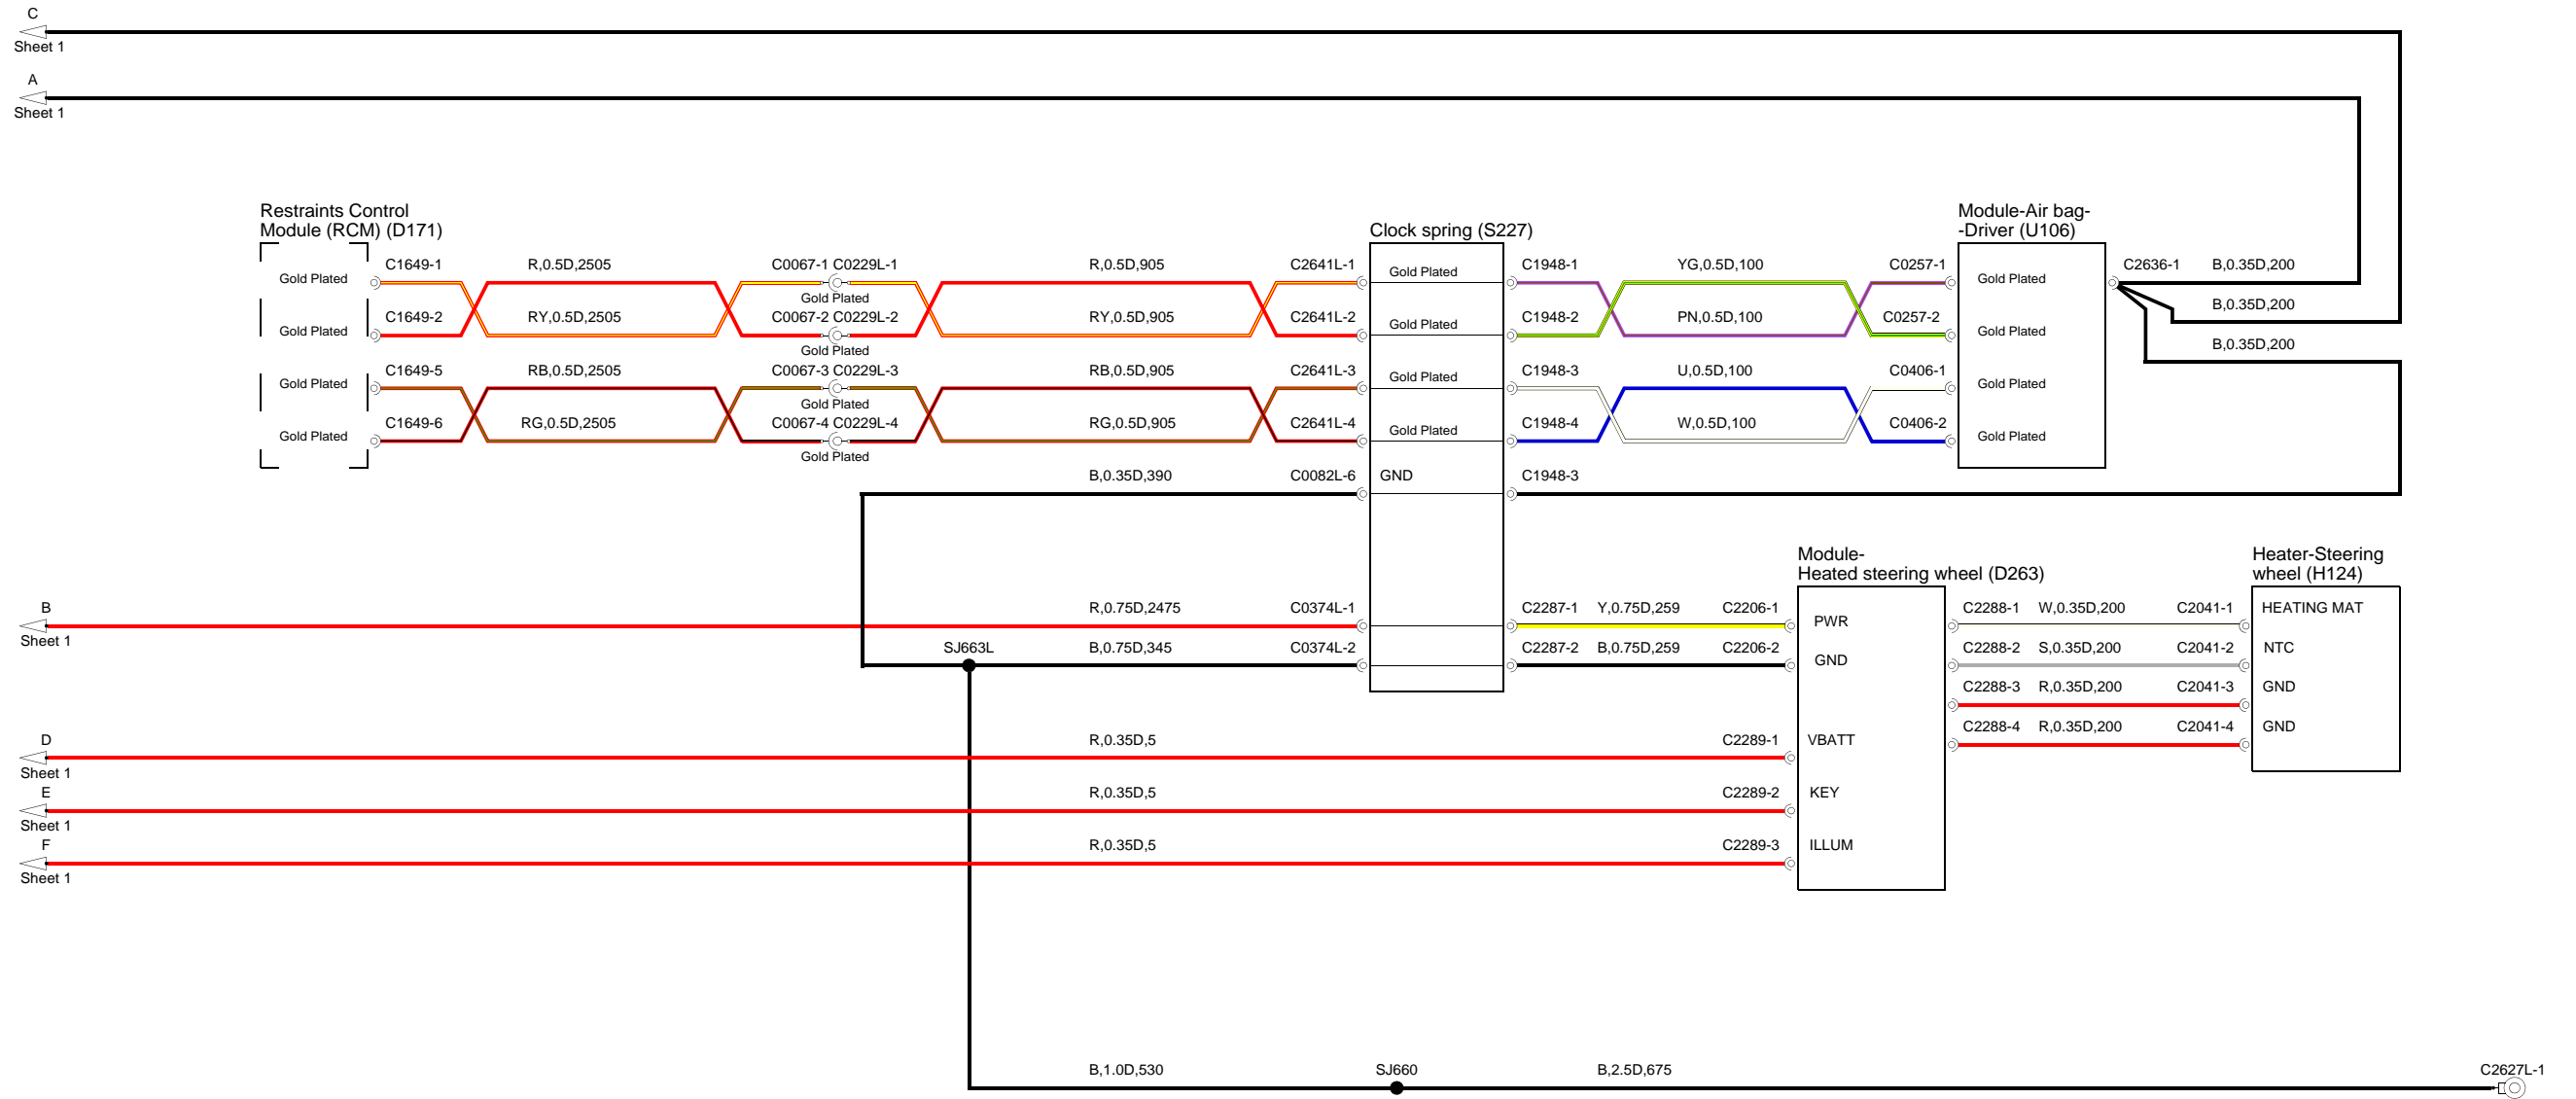 C
Sheet 1
A
Sheet 1
Restraints Control
Module (RCM) (D171)
Clock spring (S227)
Module-Air bag-
-Driver (U106)
Gold Plated
C1649-1
R,0.5D,2505
C0067-1 C0229L-1
Gold Plated
R,0.5D,905
C2641L-1
Gold Plated
C1948-1
YG,0.5D,100
C0257-1
Gold Plated
C2636-1
B,0.35D,200
B,0.35D,200
B,0.35D,200
Gold Plated
C1649-2
RY,0.5D,2505
C0067-2 C0229L-2
Gold Plated
RY,0.5D,905
C2641L-2
Gold Plated
C1948-2
PN,0.5D,100
C0257-2
Gold Plated
Gold Plated
C1649-5
RB,0.5D,2505
C0067-3 C0229L-3
Gold Plated
RB,0.5D,905
C2641L-3
Gold Plated
C1948-3
U,0.5D,100
C0406-1
Gold Plated
Gold Plated
C1649-6
RG,0.5D,2505
C0067-4 C0229L-4
Gold Plated
RG,0.5D,905
C2641L-4
Gold Plated
C1948-4
W,0.5D,100
C0406-2
Gold Plated
B,0.35D,390
C0082L-6
GND
C1948-3
Module-
Heated steering wheel (D263)
Heater-Steering
wheel (H124)
B
Sheet 1
R,0.75D,2475
C0374L-1
C2287-1
Y,0.75D,259
C2206-1
PWR
C2288-1
W,0.35D,200
C2041-1
HEATING MAT
SJ663L
B,0.75D,345
C0374L-2
C2287-2
B,0.75D,259
C2206-2
GND
C2288-2
S,0.35D,200
C2041-2
NTC
C2288-3
R,0.35D,200
C2041-3
GND
C2288-4
R,0.35D,200
C2041-4
GND
D
Sheet 1
R,0.35D,5
C2289-1
VBATT
E
Sheet 1
R,0.35D,5
C2289-2
KEY
F
Sheet 1
R,0.35D,5
C2289-3
ILLUM
B,1.0D,530
SJ660
B,2.5D,675
C2627L-1